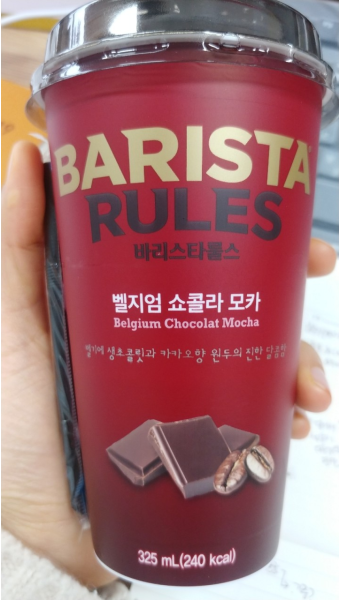 BARISTA
RULES
바리스타룰스
벨지엄 쇼콜라 모카
Belgium Chocolat Mocha
벨기에 생초콜릿과 카카오향 원두의 진한 달콤함
325 mL(240 kcal)